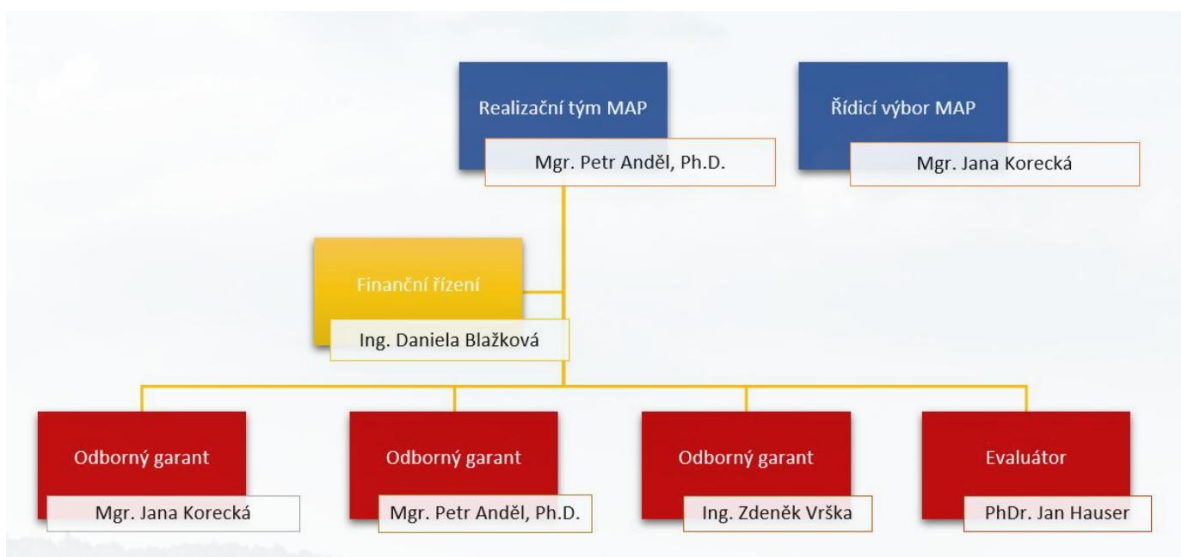 Realizační tým MAP
Mgr. Petr Anděl, Ph.D.
Řídicí výbor MAP
Mgr. Jana Korecká
Finanční řízení
Ing. Daniela Blažková
Odborný garant
Mgr. Jana Korecká
Odborný garant
Mgr. Petr Anděl, Ph.D.
Odborný garant
Ing. Zdeněk Vrška
Evaluátor
PhDr. Jan Hauser